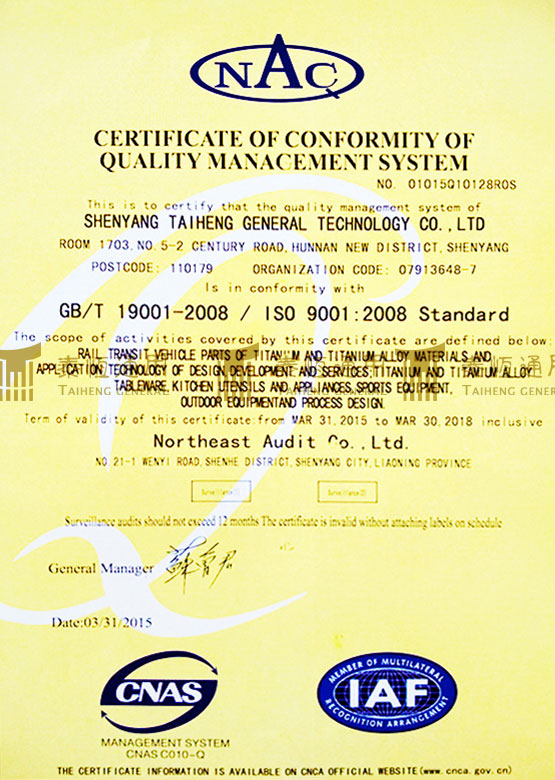 NAC
CERTIFICATE OF CONFORMITY OF
QUALITY MANAGEMENT SYSTEM
NO. 01015Q10128R0S
This is to certify that the quality management system of
SHENYANG TAIHENG GENERAL TECHNOLOGY CO.,LTD
ROOM 1703,NO.5-2 CENTURY ROAD,HUNNAN NEW DISTRICT,SHENYANG
POSTCODE: 110179 ORGANIZATION CODE: 07913648-7
Is in conformity with
GB/T 19001-2008 / ISO 9001:2008 Standard
The scope of activities covered by this certificate are defined below:
RAIL TRANSIT VEHICLE PARTS OF TITANIUM AND TITANIUM ALLOY MATERIALS AND
APPLICATION TECHNOLOGY OF DESIGN,DEVELOPMENT AND SERVICES;TITANIUM AND TITAMIUM ALLOY
TABLEWARE, KITCHEN UTENSILS AND APPLIANCES, SPORTS EQUIPMENT,
OUTDOOR EQUIPMENTAND PROCESS DESIGN.
泰恒通用
TAIHENG GENERAL
Term of validity of this certificate:from MAR 31,2015 to MAR 30,2018 inclusive
Northeast Audit Co.,Ltd.
NO.21-1 WENYI ROAD,SHENHE DISTRICT,SHENYANG CITY,LIAONING PROVINCE
Surveillance (1) Surveillance (2)
Surveillance audits should not exceed 12 months The certificate is invalid without attaching labels on schedule
General Manager
Date:03/31/2015
CNAS
MANAGEMENT SYSTEM
CNAS C010-Q
MEMBER OF MULTILATERAL
IAF
RECOGNITION ARRANGEMENT
THE CERTIFICATE INFORMATION IS AVAILABLE ON CNCA OFFICIAL WEBSITE(www.cnca.gov.cn)